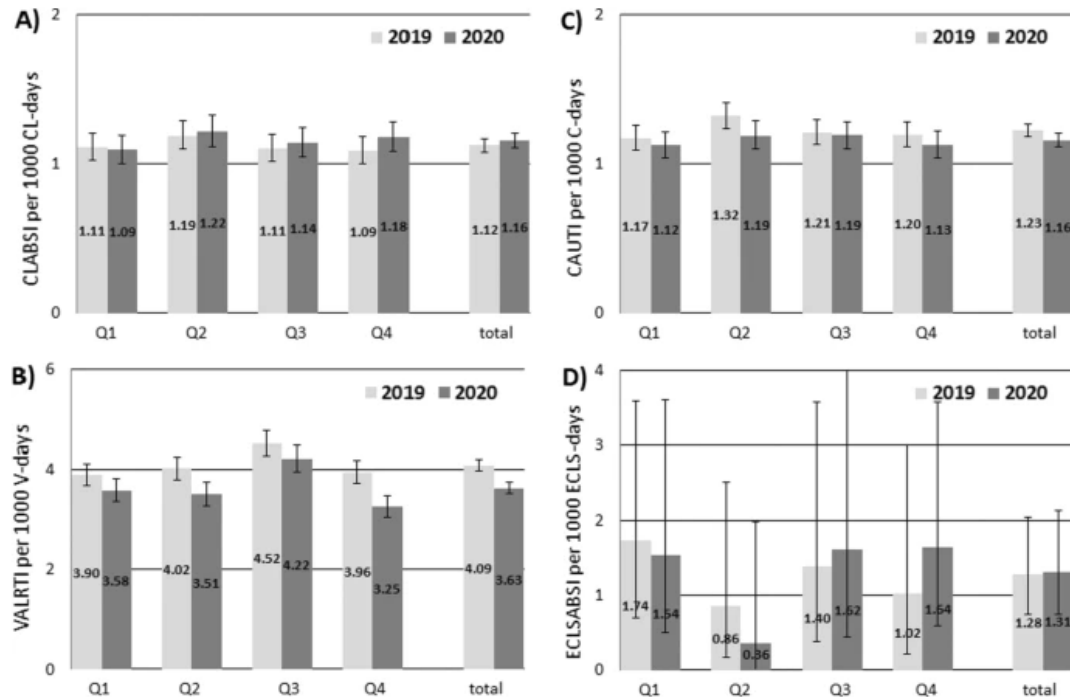 A)
2019 2020
CLABSI per 1000 CL-days
2
1
0
1.11 1.09 1.19 1.22 1.11 1.14 1.09 1.18 1.12 1.16
Q1 Q2 Q3 Q4 total
C)
2019 2020
CAUTI per 1000 C-days
2
1
0
1.17 1.12 1.32 1.19 1.21 1.19 1.20 1.13 1.23 1.16
Q1 Q2 Q3 Q4 total
B)
2019 2020
VALRTI per 1000 V-days
6
4
2
0
3.90 3.58 4.02 3.51 4.52 4.22 3.96 3.25 4.09 3.63
Q1 Q2 Q3 Q4 total
D)
2019 2020
ECLSABSI per 1000 ECLS-days
4
3
2
1
0
1.74 1.54 0.86 0.36 1.40 1.62 1.02 1.64 1.28 1.31
Q1 Q2 Q3 Q4 total